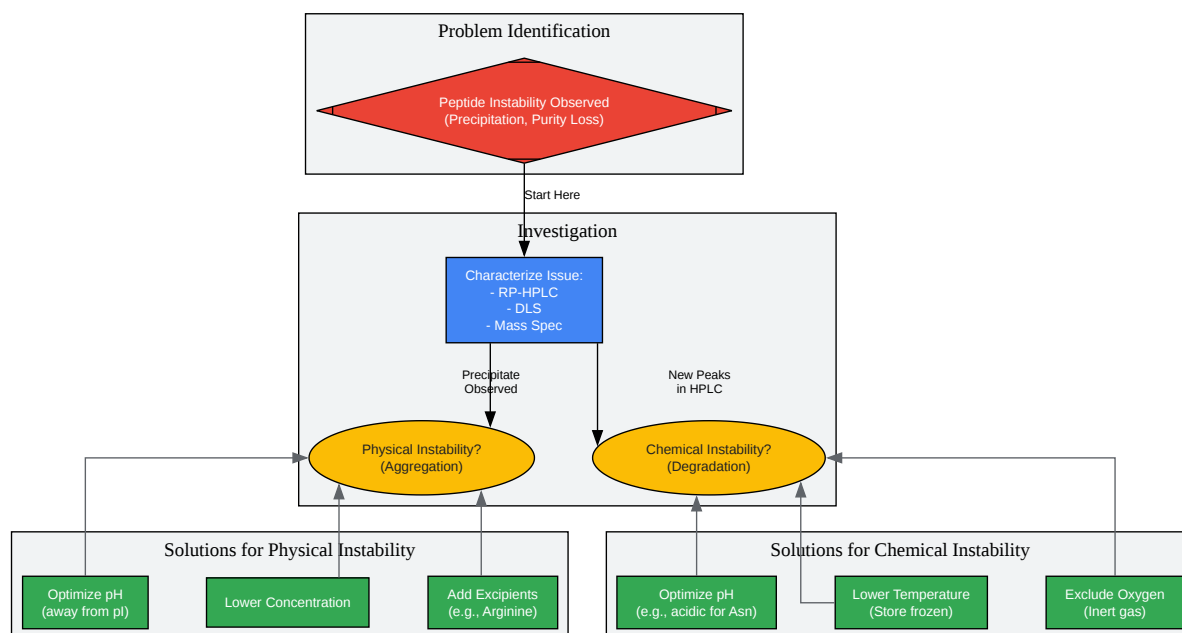 Problem Identification
Peptide Instability Observed
(Precipitation, Purity Loss)
Start Here
Investigation
Characterize Issue:
- RP-HPLC
- DLS
- Mass Spec
Precipitate
Observed
New Peaks
in HPLC
Physical Instability?
(Aggregation)
Chemical Instability?
(Degradation)
Solutions for Physical Instability
Optimize pH
(away from pI)
Lower Concentration
Add Excipients
(e.g., Arginine)
Solutions for Chemical Instability
Optimize pH
(e.g., acidic for Asn)
Lower Temperature
(Store frozen)
Exclude Oxygen
(Inert gas)